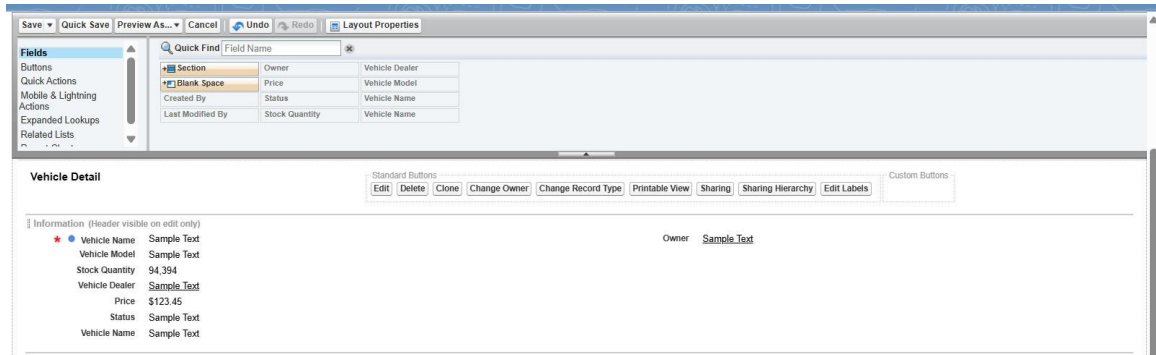 Save Quick Save Preview As... Cancel Undo Redo Layout Properties
Fields
Buttons
Quick Actions
Mobile & Lightning
Actions
Expanded Lookups
Related Lists
Quick Find Field Name
Section Owner Vehicle Dealer
Blank Space Price Vehicle Model
Created By Status Vehicle Name
Last Modified By Stock Quantity Vehicle Name
Vehicle Detail
Standard Buttons
Edit Delete Clone Change Owner Change Record Type Printable View Sharing Sharing Hierarchy Edit Labels
Custom Buttons
Information (Header visible on edit only)
* Vehicle Name Sample Text Owner Sample Text
Vehicle Model Sample Text
Stock Quantity 94,394
Vehicle Dealer Sample Text
Price $123.45
Status Sample Text
Vehicle Name Sample Text